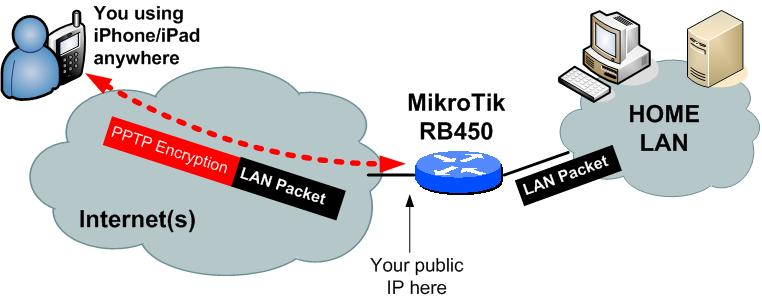 You using
iPhone/iPad
anywhere
PPTP Encryption
LAN Packet
Internet(s)
MikroTik
RB450
Your public
IP here
LAN Packet
HOME
LAN